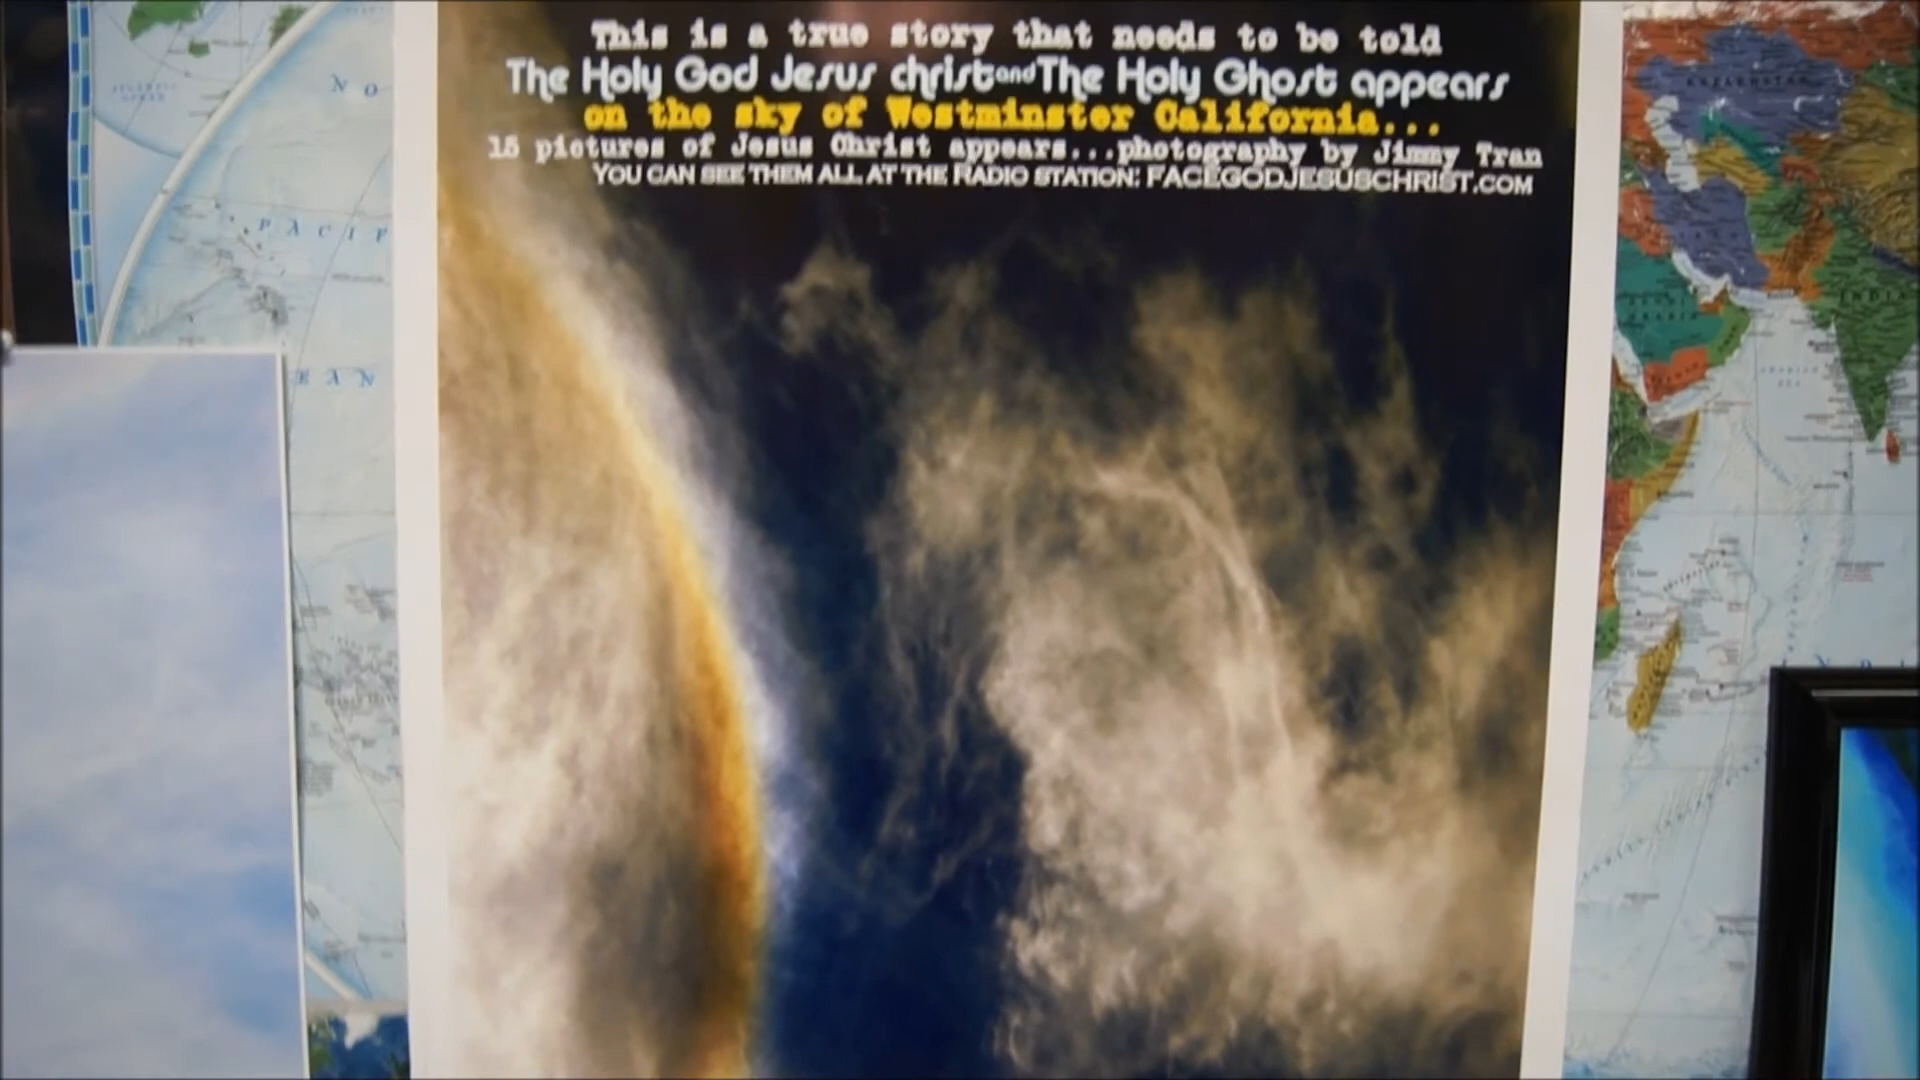 This is a true story that needs to be told
The Holy God Jesus christ and The Holy Ghost appears
on the sky of Westminster California...
15 pictures of Jesus Christ appears...photography by Jimmy Tran
YOU CAN SEE THEM ALL AT THE RADIO STATION: FACEGODJESUSCHRIST.COM
N O
P A C I F
E A N
KAZAKHSTAN
INDIA